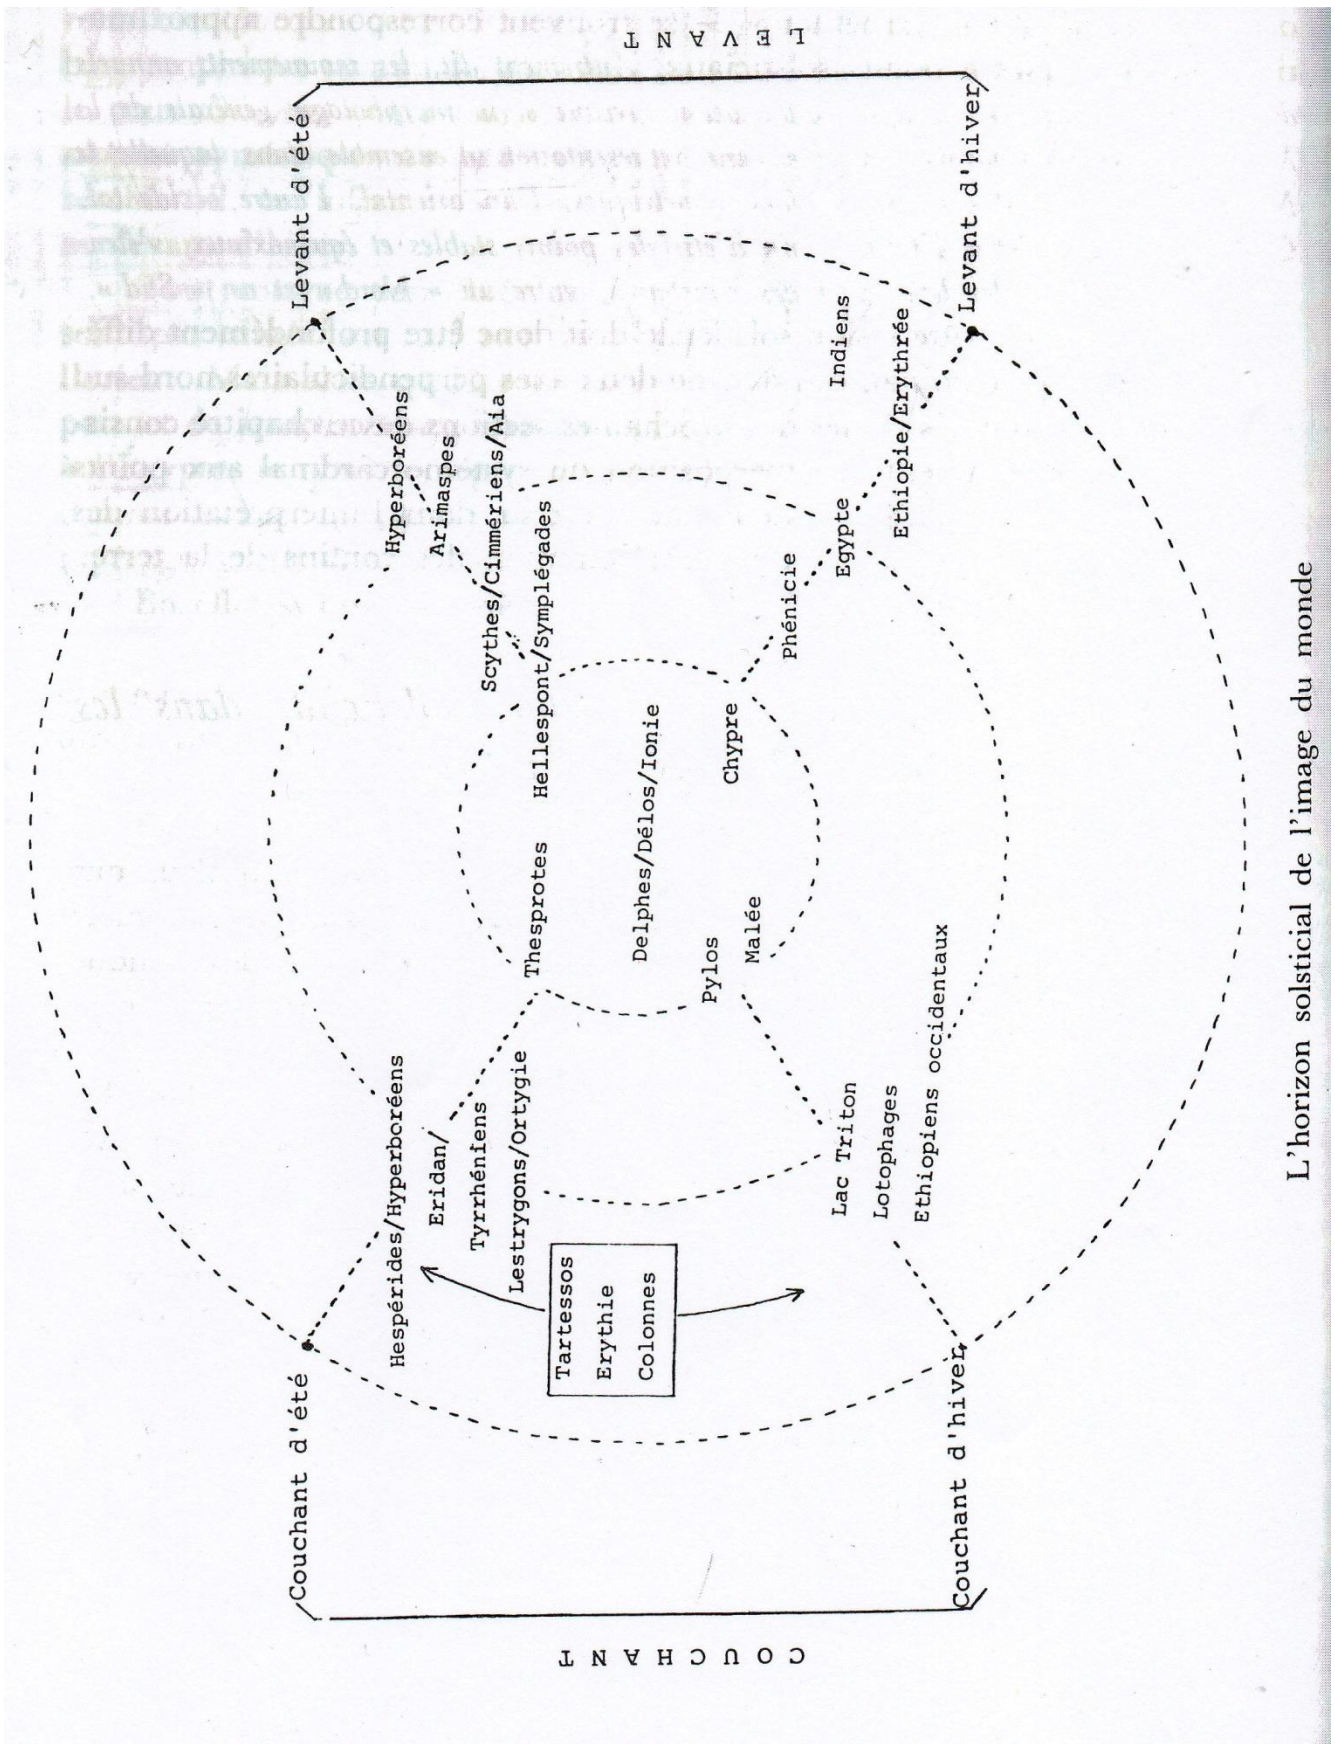 COUCHANT
LEVANT
Couchant d'été
Levant d'été
Hespérides/Hyperboréens
Hyperboréens
Eridan/
Arimaspes
Tyrrhéniens
Scythes/Cimmériens/Aia
Lestrygons/Ortygie
Thesprotes
Hellespont/Symplégades
Tartessos
Erythie
Colonnes
Delphes/Délos/Ionie
Pylos
Chypre
Malée
Phénicie
Lac Triton
Egypte
Indiens
Lotophages
Ethiopie/Erythrée
Ethiopiens occidentaux
Couchant d'hiver
Levant d'hiver
L'horizon solsticial de l'image du monde